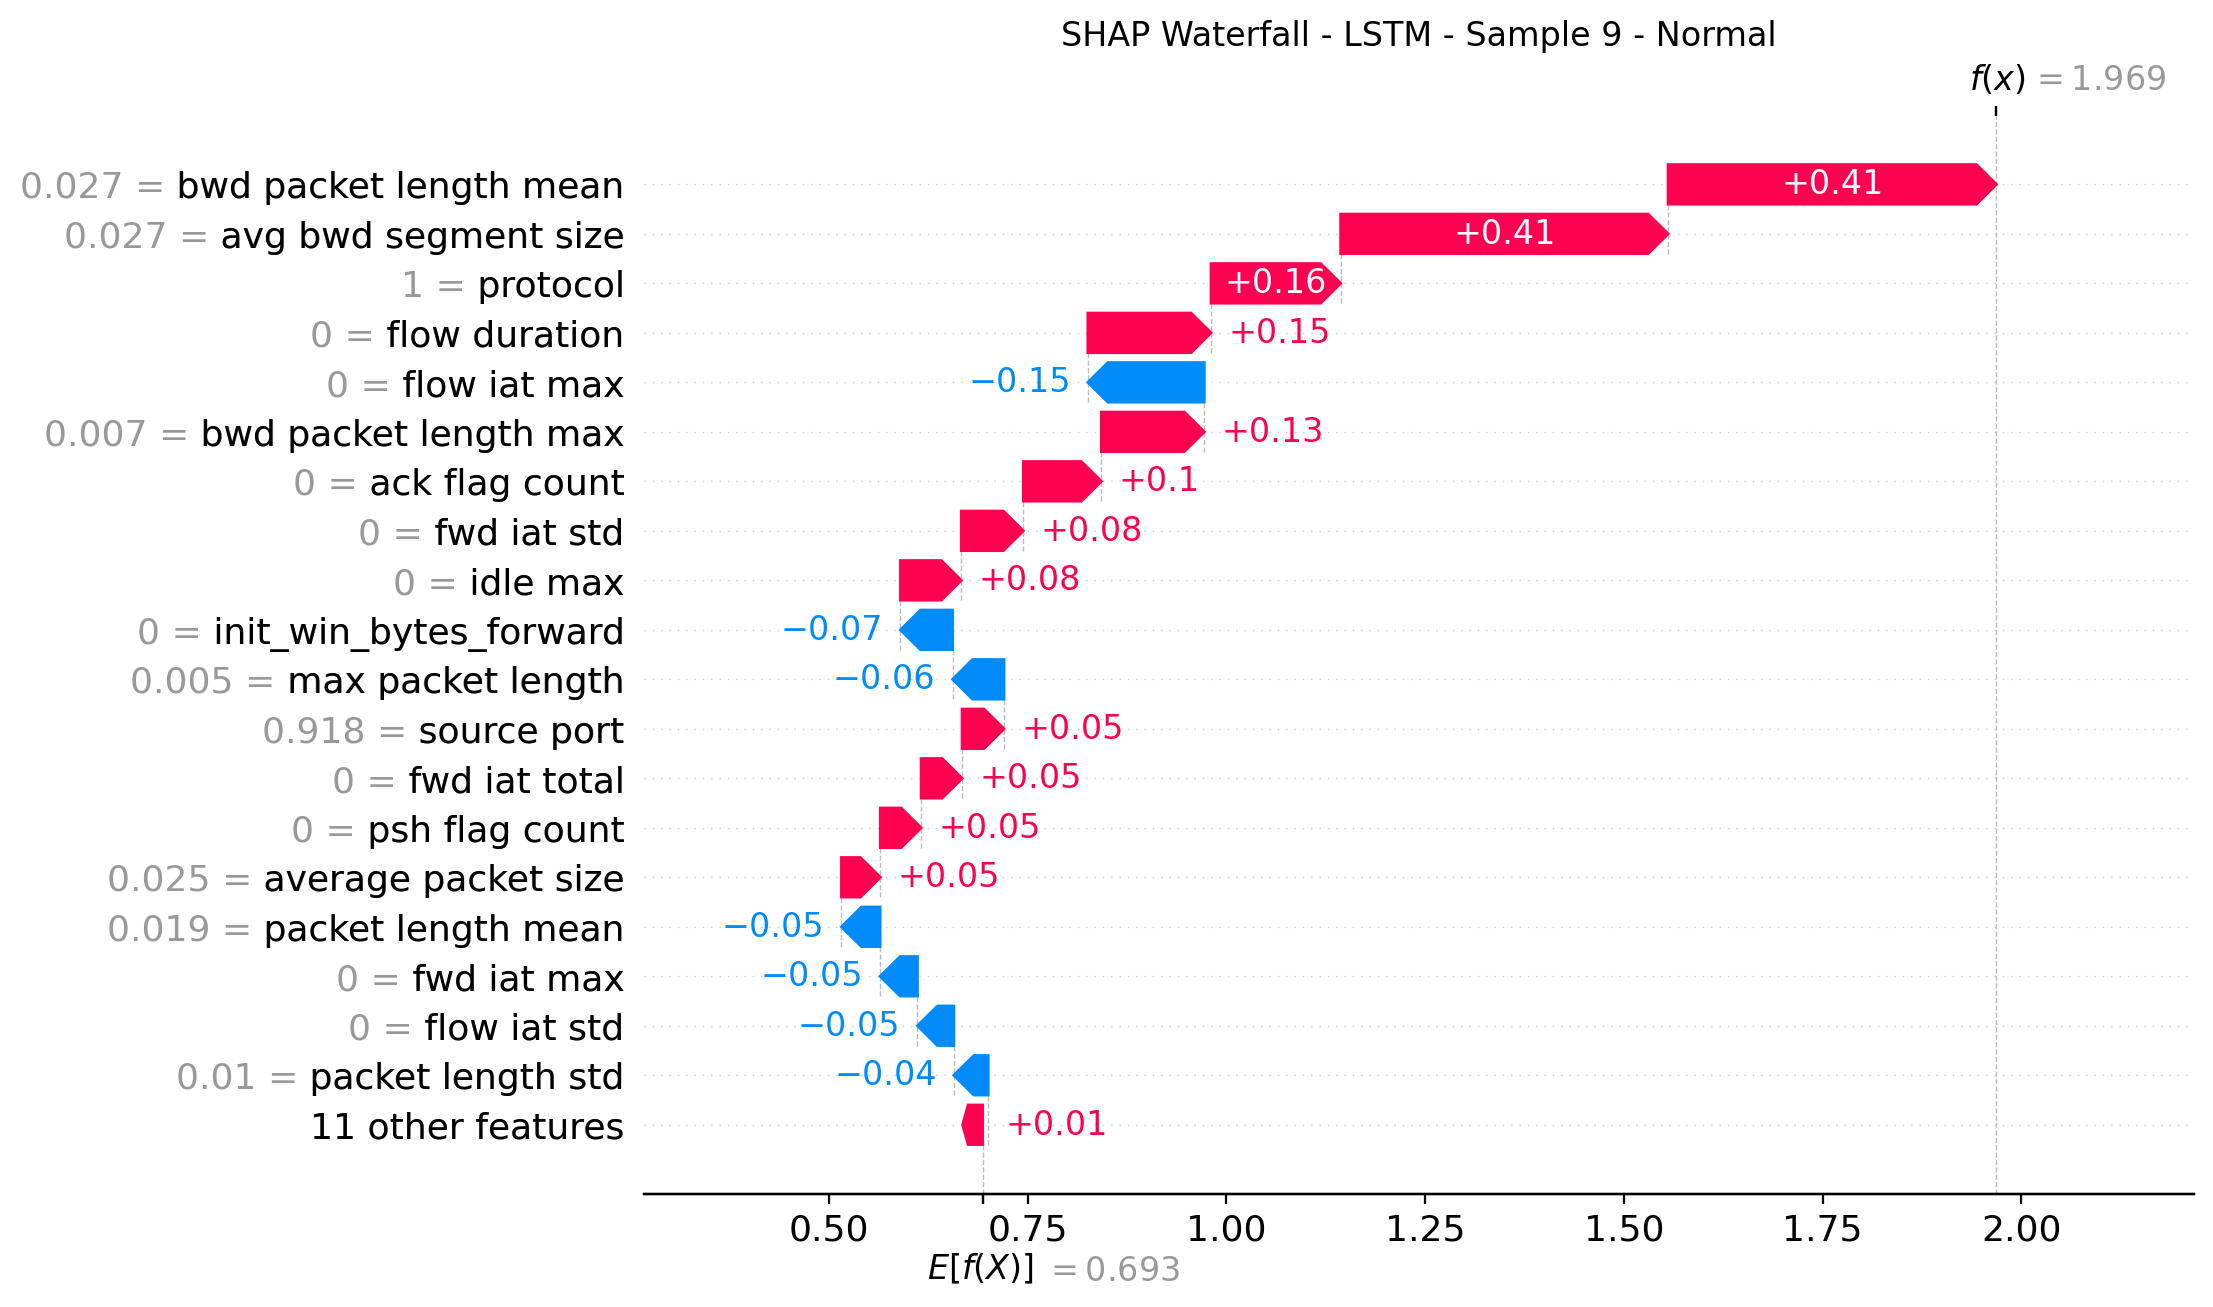 SHAP Waterfall - LSTM - Sample 9 - Normal
f(x) = 1.969
0.027 = bwd packet length mean +0.41
0.027 = avg bwd segment size +0.41
1 = protocol +0.16
0 = flow duration +0.15
0 = flow iat max −0.15
0.007 = bwd packet length max +0.13
0 = ack flag count +0.1
0 = fwd iat std +0.08
0 = idle max +0.08
0 = init_win_bytes_forward −0.07
0.005 = max packet length −0.06
0.918 = source port +0.05
0 = fwd iat total +0.05
0 = psh flag count +0.05
0.025 = average packet size +0.05
0.019 = packet length mean −0.05
0 = fwd iat max −0.05
0 = flow iat std −0.05
0.01 = packet length std −0.04
11 other features +0.01
0.50 0.75 1.00 1.25 1.50 1.75 2.00
E[f(X)] = 0.693